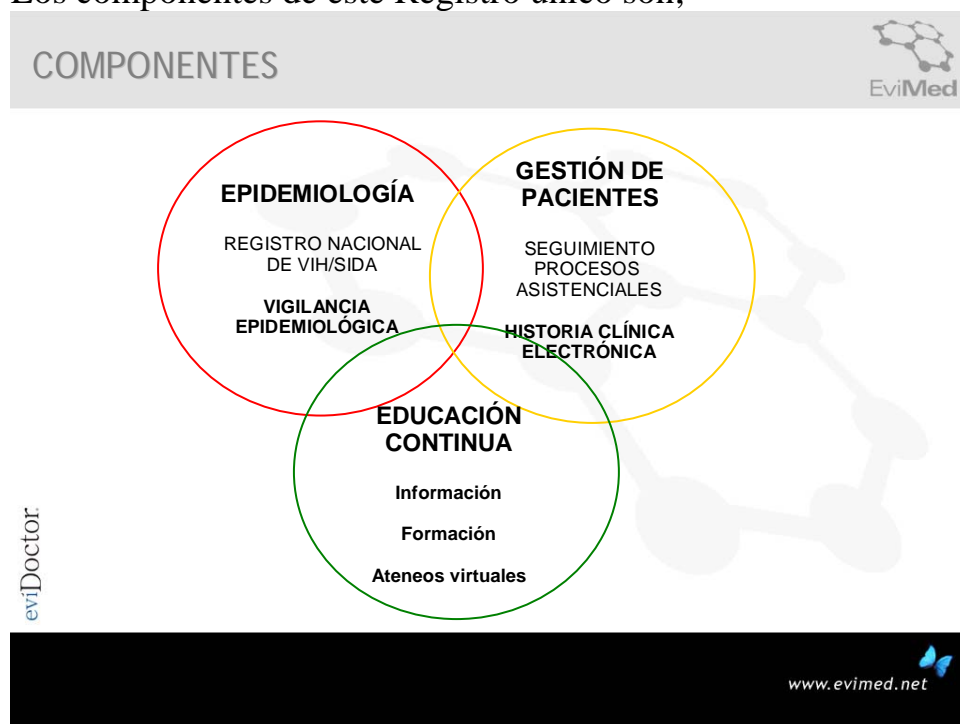 Los componentes de este Registro único son,
COMPONENTES
EviMed
EPIDEMIOLOGÍA
REGISTRO NACIONAL
DE VIH/SIDA
VIGILANCIA
EPIDEMIOLÓGICA
GESTIÓN DE
PACIENTES
SEGUIMIENTO
PROCESOS
ASISTENCIALES
HISTORIA CLÍNICA
ELECTRÓNICA
EDUCACIÓN
CONTINUA
Información
Formación
Ateneos virtuales
eviDoctor.
www.evimed.net